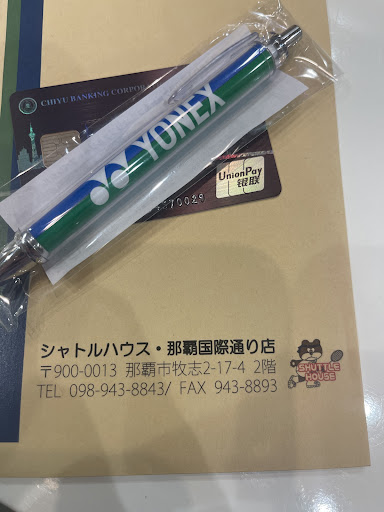 CHIYU BANKING CORPOR
YONEX
UnionPay
银联
70029
シャトルハウス・那覇国際通り店
〒900-0013 那覇市牧志2-17-4 2階
TEL 098-943-8843/ FAX 943-8893
SHUTTLE
HOUSE